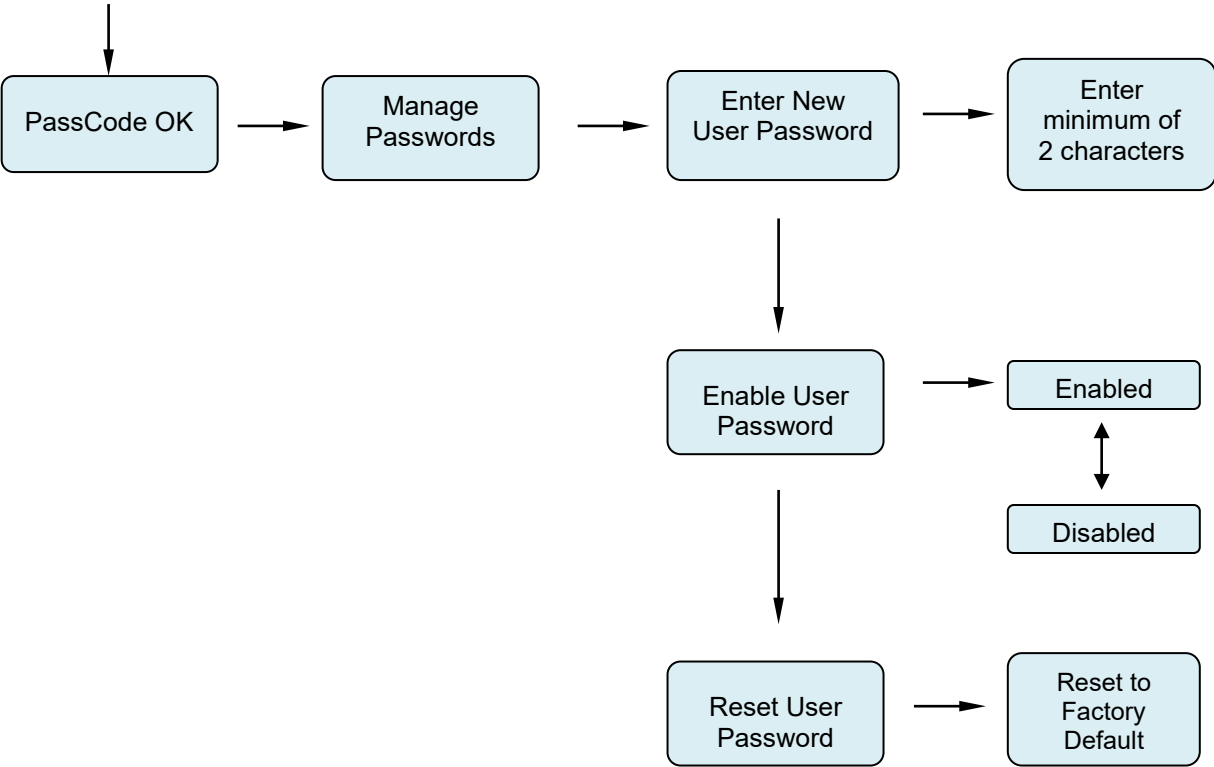 PassCode OK
Manage
Passwords
Enter New
User Password
Enter
minimum of
2 characters
Enable User
Password
Enabled
Disabled
Reset User
Password
Reset to
Factory
Default